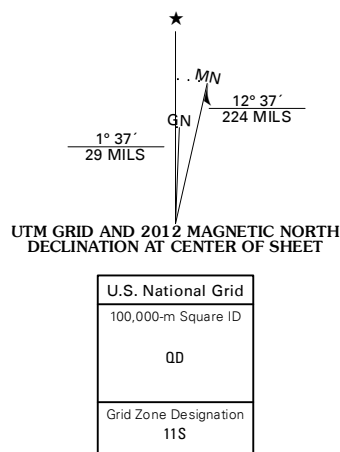 ★
MN
GN
12° 37´
224 MILS
1° 37´
29 MILS
UTM GRID AND 2012 MAGNETIC NORTH
DECLINATION AT CENTER OF SHEET
U.S. National Grid
100,000-m Square ID
QD
Grid Zone Designation
11S